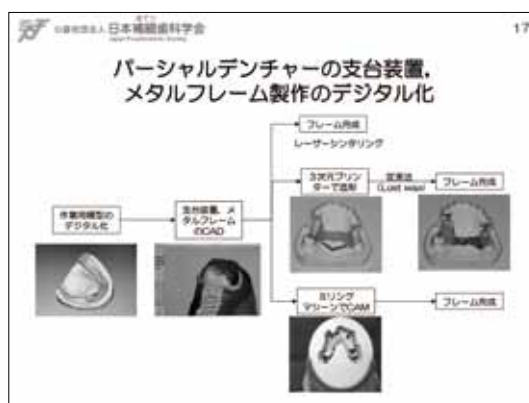 公益社団法人 日本補綴歯科学会
Japan Prosthodontic Society
17
パーシャルデンチャーの支台装置,
メタルフレーム製作のデジタル化
フレーム完成
レーザーシンタリング
3次元プリン
ターで造形
鋳造法
(Lost wax)
フレーム完成
作業用模型の
デジタル化
支台装置，メ
タルフレーム
のCAD
ミリング
マシーンでCAM
フレーム完成